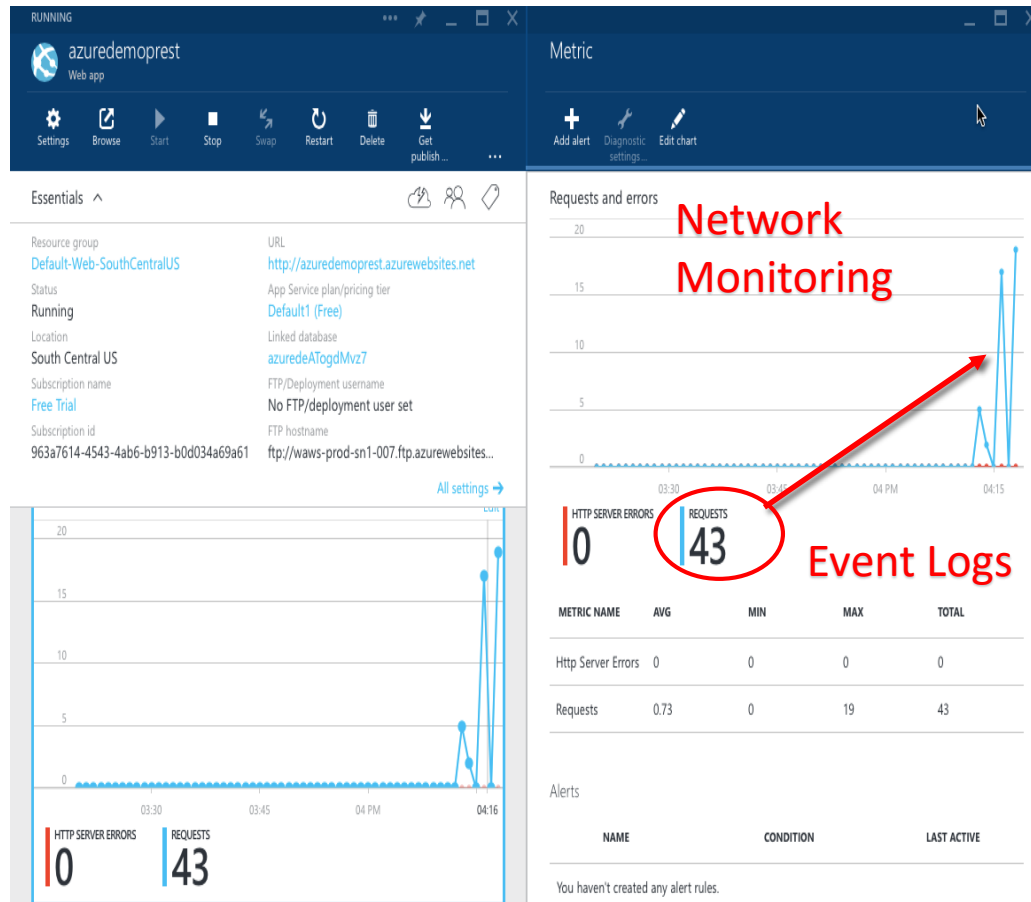 RUNNING
azuredemoprest
Web app
Settings
Browse
Start
Stop
Swap
Restart
Delete
Get
publish ...
Essentials
Resource group
Default-Web-SouthCentralUS
Status
Running
Location
South Central US
Subscription name
Free Trial
Subscription id
963a7614-4543-4ab6-b913-b0d034a69a61
URL
http://azuredemoprest.azurewebsites.net
App Service plan/pricing tier
Default1 (Free)
Linked database
azuredeATogdMvz7
FTP/Deployment username
No FTP/deployment user set
FTP hostname
ftp://waws-prod-sn1-007.ftp.azurewebsites...
All settings
Edit
20
15
10
5
0
03:30
03:45
04 PM
04:16
HTTP SERVER ERRORS
0
REQUESTS
43
Metric
Add alert
Diagnostic
settings...
Edit chart
Requests and errors
Network
Monitoring
20
15
10
5
0
03:30
03:45
04 PM
04:15
HTTP SERVER ERRORS
0
REQUESTS
43
Event Logs
METRIC NAME AVG MIN MAX TOTAL
Http Server Errors 0 0 0 0
Requests 0.73 0 19 43
Alerts
NAME CONDITION LAST ACTIVE
You haven't created any alert rules.